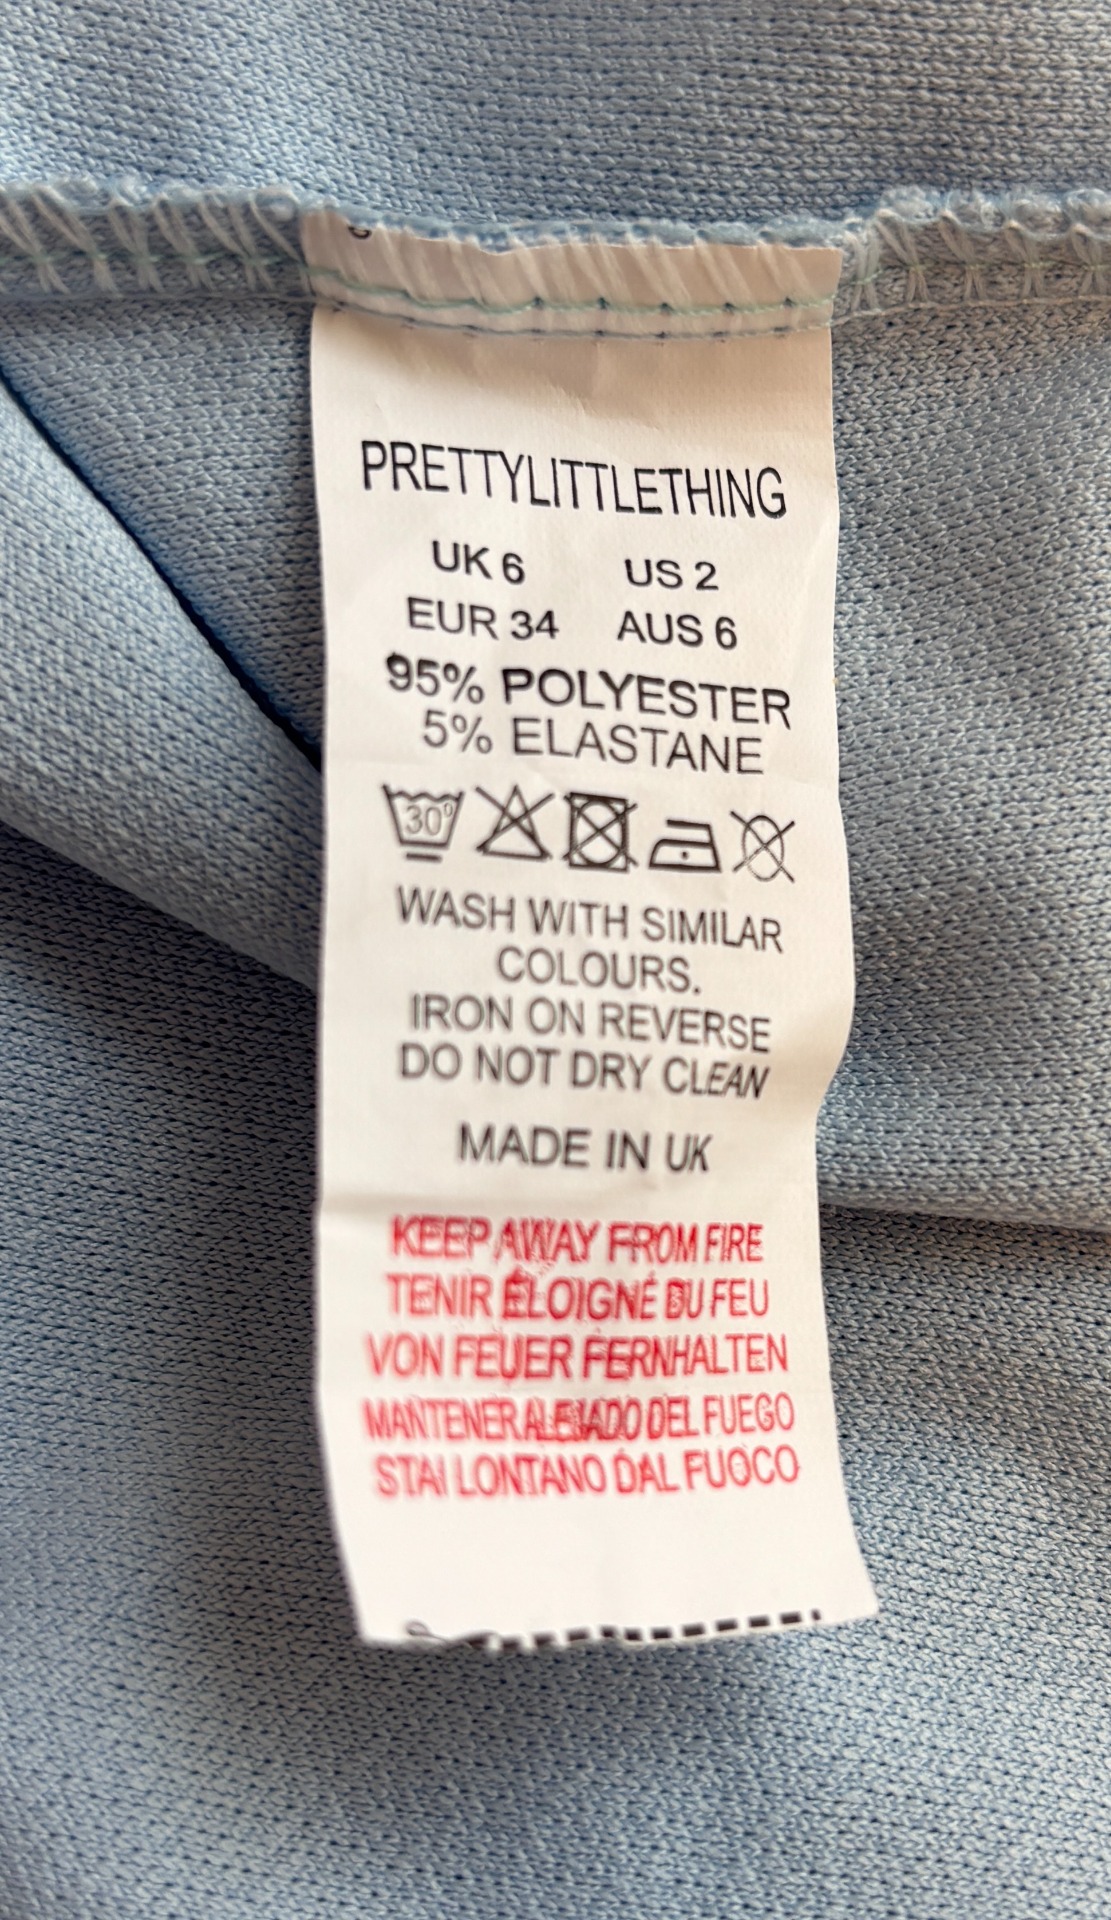 PRETTYLITTLETHING
UK 6 US 2
EUR 34 AUS 6
95% POLYESTER
5% ELASTANE
30°
WASH WITH SIMILAR
COLOURS.
IRON ON REVERSE
DO NOT DRY CLEAN
MADE IN UK
KEEP AWAY FROM FIRE
TENIR ÉLOIGNÉ DU FEU
VON FEUER FERNHALTEN
MANTENER ALEJADO DEL FUEGO
STAI LONTANO DAL FUOCO